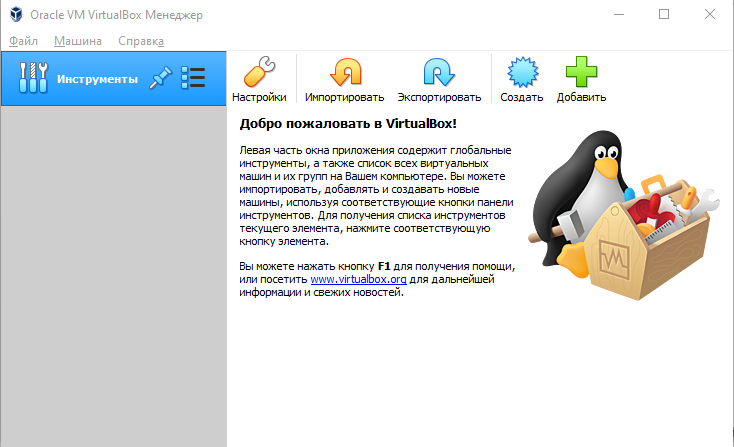 Oracle VM VirtualBox Менеджер
Файл Машина Справка
Инструменты
Настройки Импортировать Экспортировать Создать Добавить
Добро пожаловать в VirtualBox!
Левая часть окна приложения содержит глобальные
инструменты, а также список всех виртуальных
машин и их групп на Вашем компьютере. Вы можете
импортировать, добавлять и создавать новые
машины, используя соответствующие кнопки панели
инструментов. Для получения списка инструментов
текущего элемента, нажмите соответствующую
кнопку элемента.
Вы можете нажать кнопку F1 для получения помощи,
или посетить www.virtualbox.org для дальнейшей
информации и свежих новостей.